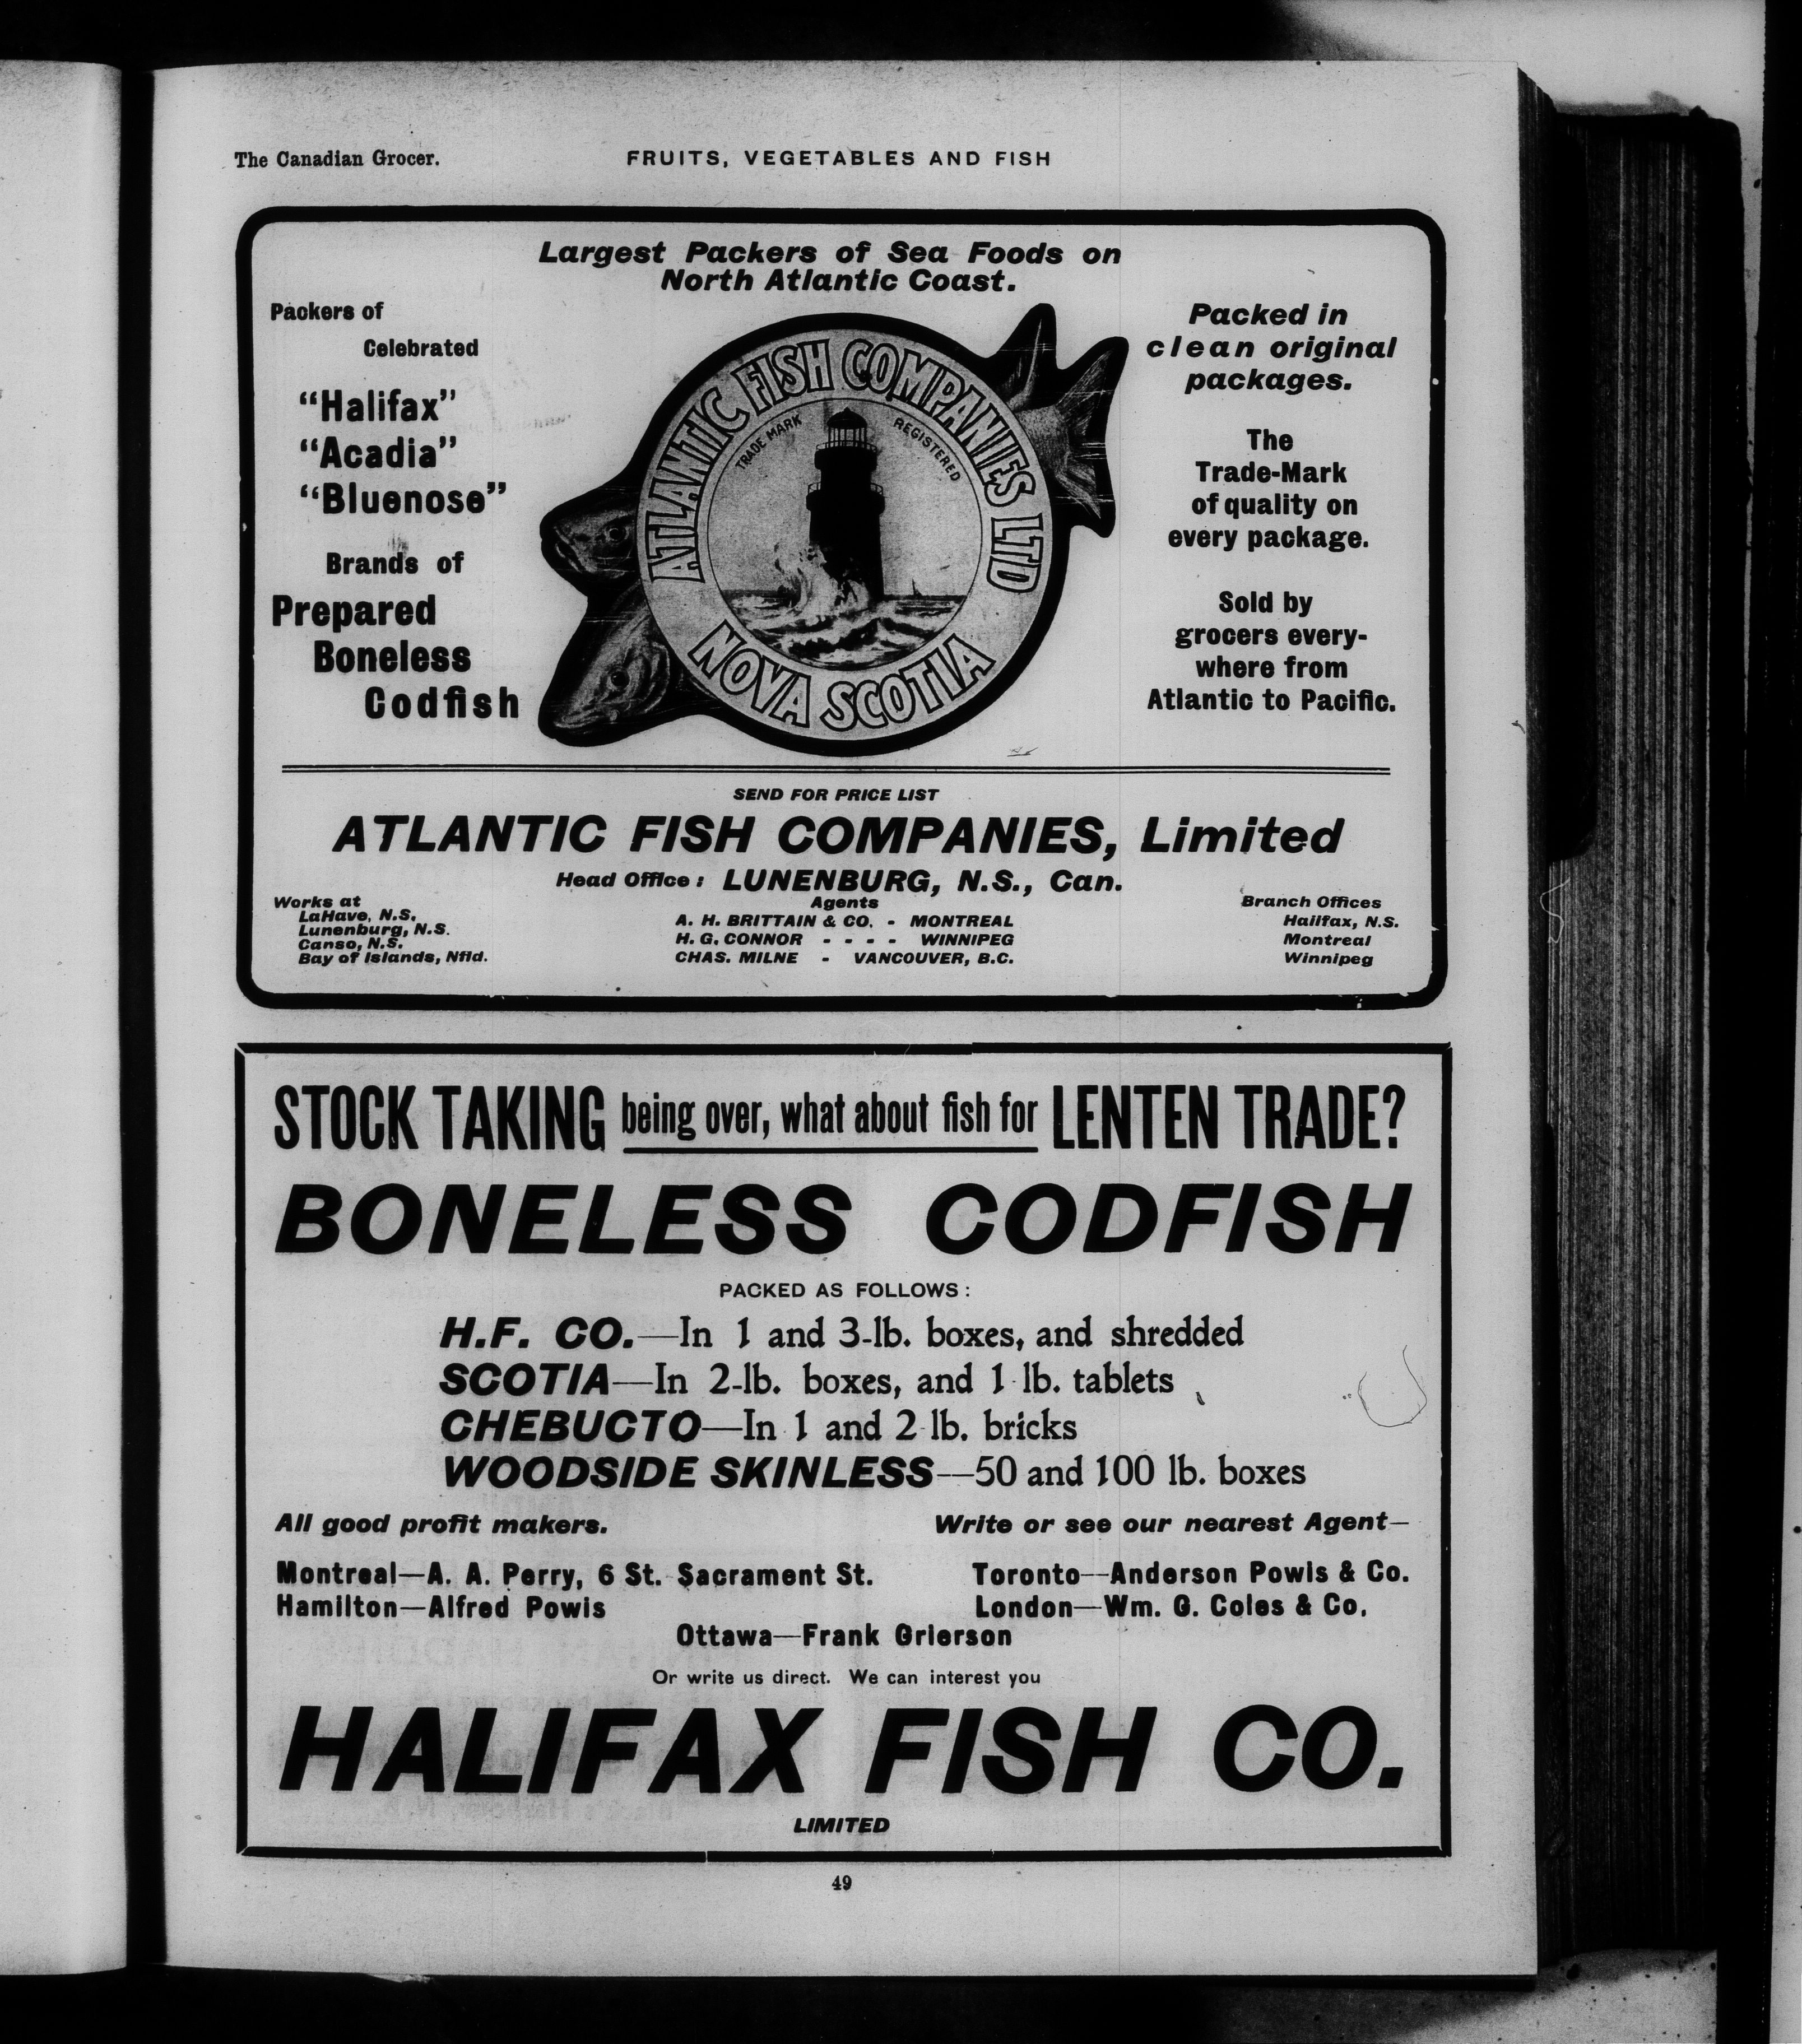 The Canadian Grocer.
FRUITS, VEGETABLES AND FISH
Largest Packers of Sea Foods on
North Atlantic Coast.
Packers of
Celebrated
“Halifax”
“Acadia”
“Bluenose”
Brands of
Prepared
Boneless
Codfish
ATLANTIC FISH COMPANIES LTD
TRADE MARK
REGISTERED
NOVA SCOTIA
Packed in
clean original
packages.
The
Trade-Mark
of quality on
every package.
Sold by
grocers every-
where from
Atlantic to Pacific.
SEND FOR PRICE LIST
ATLANTIC FISH COMPANIES, Limited
Head Office: LUNENBURG, N.S., Can.
Works at
LaHave, N.S.
Lunenburg, N.S.
Canso, N.S.
Bay of Islands, Nfld.
Agents
A. H. BRITTAIN & CO. - MONTREAL
H. G. CONNOR - - - - WINNIPEG
CHAS. MILNE - VANCOUVER, B.C.
Branch Offices
Halifax, N.S.
Montreal
Winnipeg
STOCK TAKING being over, what about fish for LENTEN TRADE?
BONELESS CODFISH
PACKED AS FOLLOWS:
H.F. CO.—In 1 and 3-lb. boxes, and shredded
SCOTIA—In 2-lb. boxes, and 1 lb. tablets
CHEBUCTO—In 1 and 2 lb. bricks
WOODSIDE SKINLESS—50 and 100 lb. boxes
All good profit makers.
Write or see our nearest Agent—
Montreal—A. A. Perry, 6 St. Sacrament St.
Toronto—Anderson Powis & Co.
Hamilton—Alfred Powis
London—Wm. G. Coles & Co.
Ottawa—Frank Grierson
Or write us direct. We can interest you
HALIFAX FISH CO.
LIMITED
49